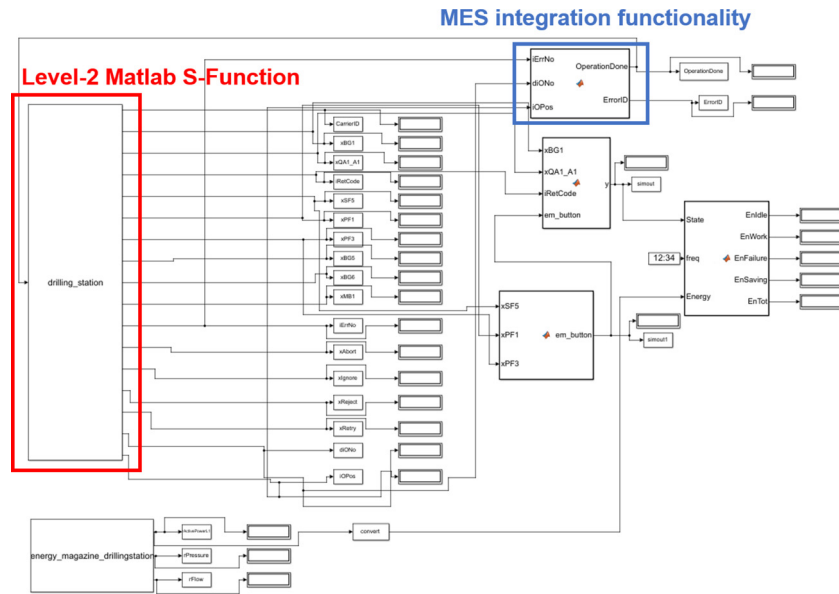 MES integration functionality
Level-2 Matlab S-Function
iErrNo
diONo
iOPos
OperationDone
ErrorID
OperationDone
ErrorID
drilling_station
CarrierID
xBG1
xQA1_A1
iRetCode
xSF5
xPF1
xPF3
xBG5
xBG6
xMB1
iErrNo
xAbort
xIgnore
xReject
xRetry
diONo
iOPos
xBG1
xQA1_A1
iRetCode
em_button
y
simout
xSF5
xPF1
xPF3
em_button
simout1
State
12:34
freq
Energy
EnIdle
EnWork
EnFailure
EnSaving
EnTot
energy_magazine_drillingstation
rPressure
rFlow
convert